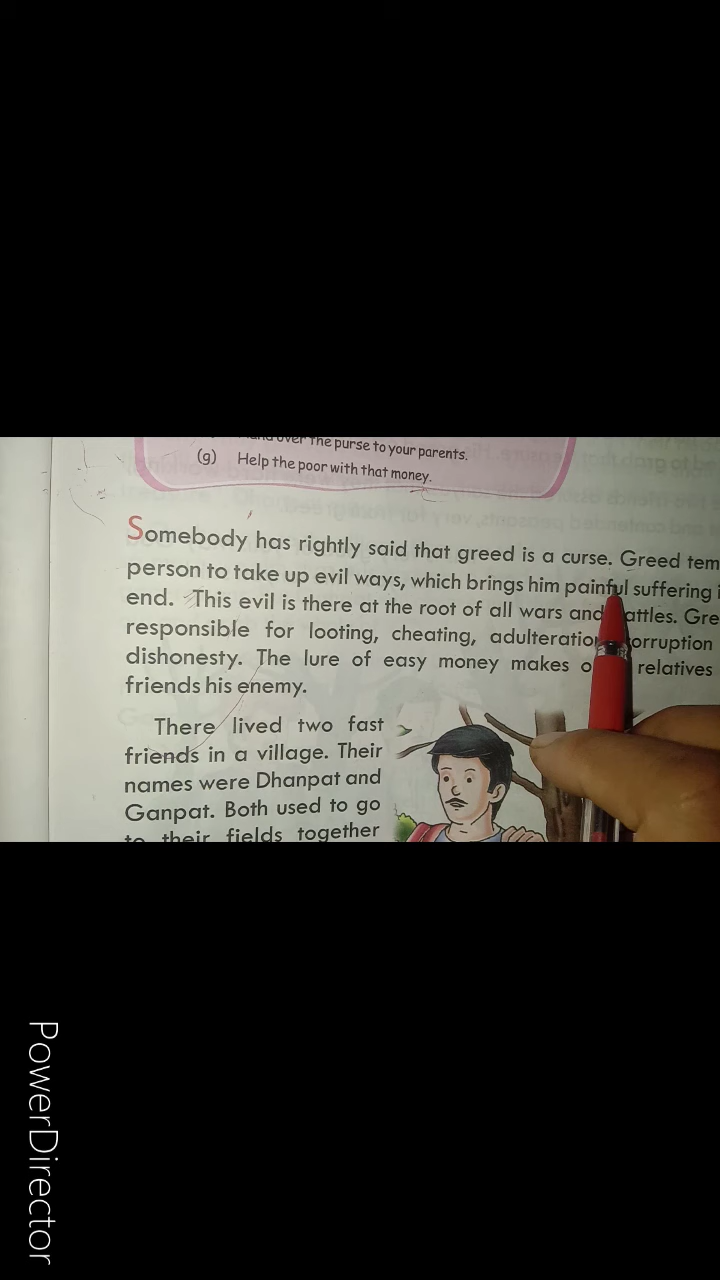 over the purse to your parents.
(g) Help the poor with that money.
Somebody has rightly said that greed is a curse. Greed tem
person to take up evil ways, which brings him painful suffering i
end. This evil is there at the root of all wars and attles. Gre
responsible for looting, cheating, adulteratio orruption
dishonesty. The lure of easy money makes o relatives
friends his enemy.
There lived two fast
friends in a village. Their
names were Dhanpat and
Ganpat. Both used to go
to their fields together
PowerDirector